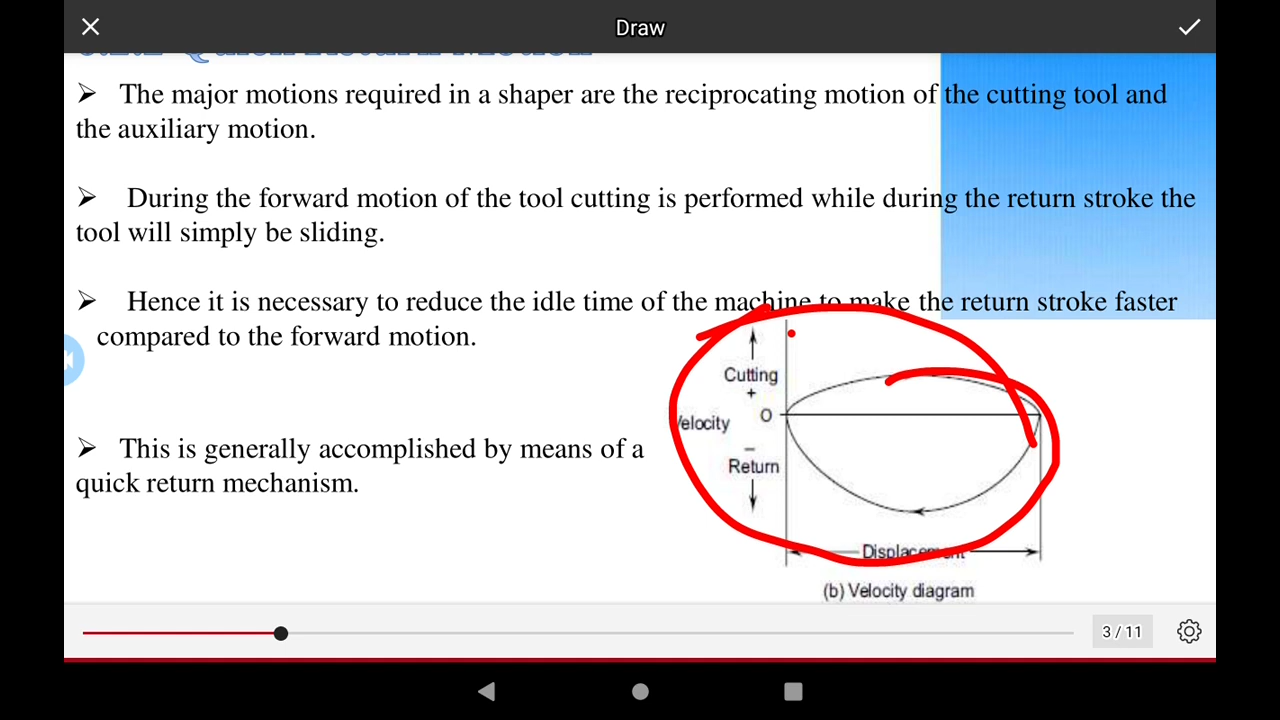 Draw
Quick Return Motion
➢ The major motions required in a shaper are the reciprocating motion of the cutting tool and
the auxiliary motion.
➢ During the forward motion of the tool cutting is performed while during the return stroke the
tool will simply be sliding.
➢ Hence it is necessary to reduce the idle time of the machine to make the return stroke faster
compared to the forward motion.
➢ This is generally accomplished by means of a
quick return mechanism.
Cutting
+
O
Velocity
–
Return
Displacement
(b) Velocity diagram
3 / 11